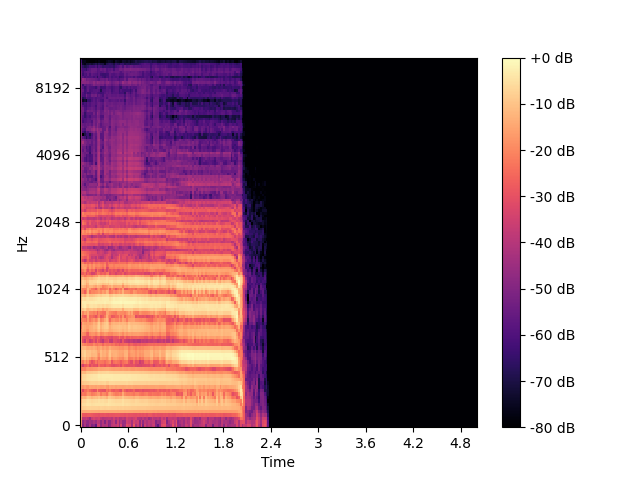 +0 dB
8192
-10 dB
4096
-20 dB
-30 dB
2048
Hz
-40 dB
1024
-50 dB
-60 dB
512
-70 dB
0
-80 dB
0 0.6 1.2 1.8 2.4 3 3.6 4.2 4.8
Time